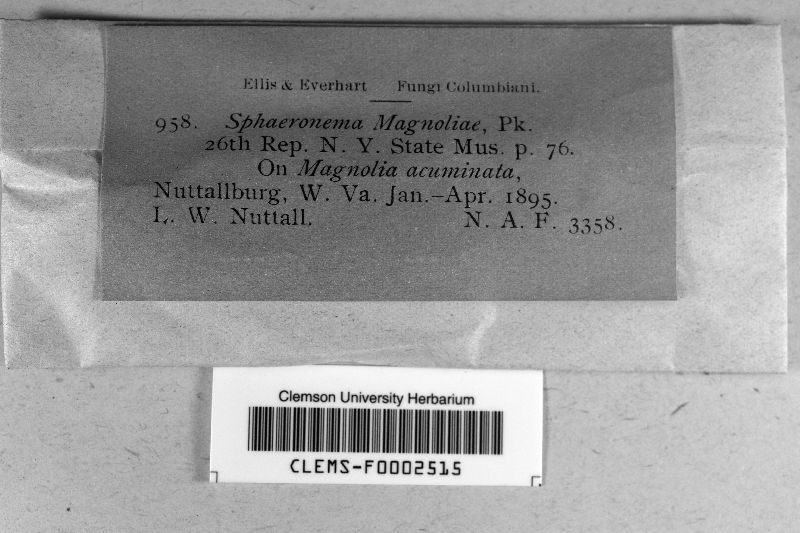 Ellis & Everhart Fungi Columbiani.
958. Sphaeronema Magnoliae, Pk.
26th Rep. N. Y. State Mus. p. 76.
On Magnolia acuminata,
Nuttallburg, W. Va. Jan.–Apr. 1895.
L. W. Nuttall. N. A. F. 3358.
Clemson University Herbarium
CLEMS-F0002515